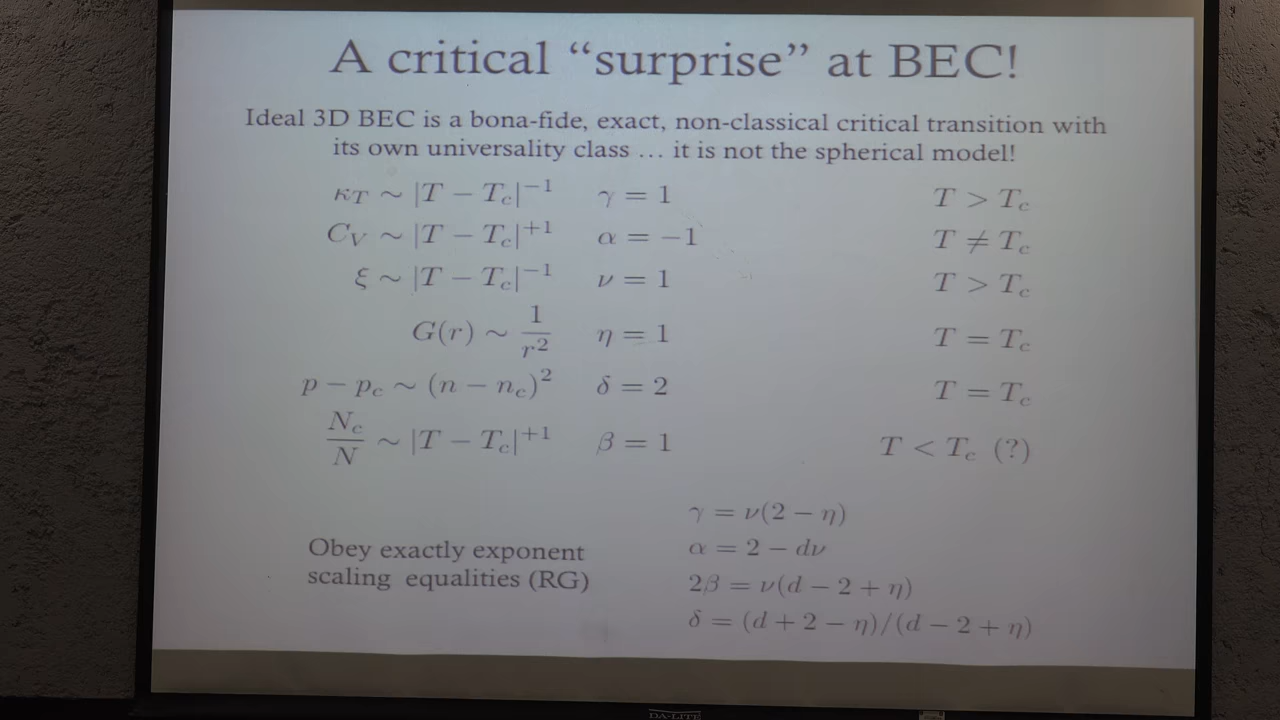 A critical “surprise” at BEC!
Ideal 3D BEC is a bona-fide, exact, non-classical critical transition with
its own universality class … it is not the spherical model!
κ_T ∼ |T − T_c|^{−1} γ = 1 T > T_c
C_V ∼ |T − T_c|^{+1} α = −1 T ≠ T_c
ξ ∼ |T − T_c|^{−1} ν = 1 T > T_c
G(r) ∼ 1/r^2 η = 1 T = T_c
p − p_c ∼ (n − n_c)^2 δ = 2 T = T_c
N_c/N ∼ |T − T_c|^{+1} β = 1 T < T_c (?)
γ = ν(2 − η)
Obey exactly exponent
scaling equalities (RG)
α = 2 − dν
2β = ν(d − 2 + η)
δ = (d + 2 − η)/(d − 2 + η)
DA-LITE